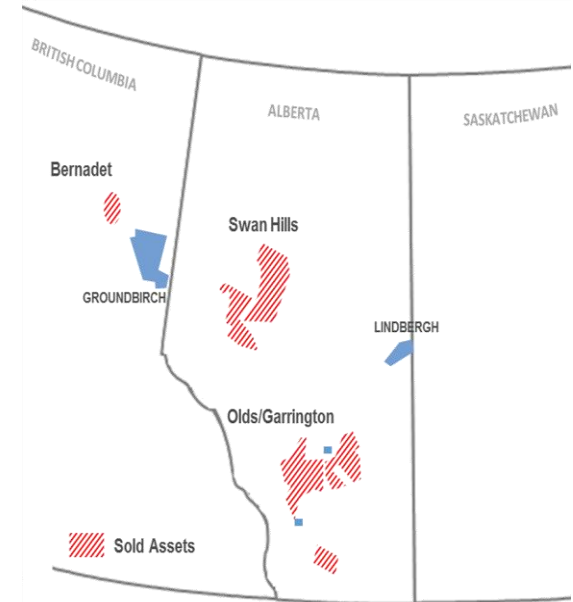 BRITISH COLUMBIA
ALBERTA
SASKATCHEWAN
Bernadet
Swan Hills
GROUNDBIRCH
LINDBERGH
Olds/Garrington
Sold Assets